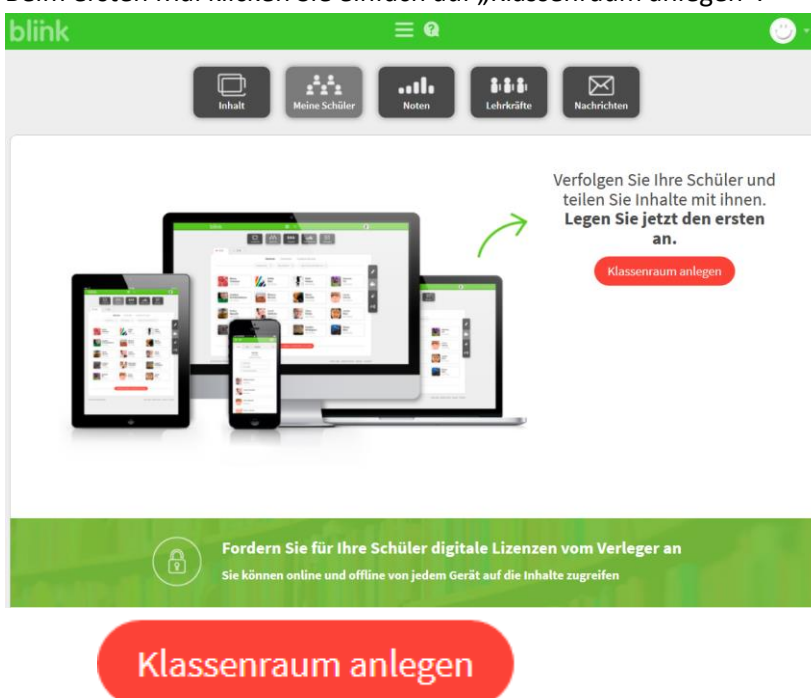 Beim ersten Mal klicken Sie einfach auf „Klassenraum anlegen“.
blink
Inhalt
Meine Schüler
Noten
Lehrkräfte
Nachrichten
Verfolgen Sie Ihre Schüler und
teilen Sie Inhalte mit ihnen.
Legen Sie jetzt den ersten
an.
Klassenraum anlegen
Fordern Sie für Ihre Schüler digitale Lizenzen vom Verleger an
Sie können online und offline von jedem Gerät auf die Inhalte zugreifen
Klassenraum anlegen